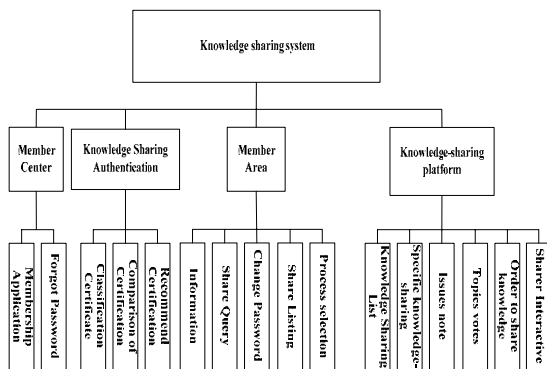 Knowledge sharing system
Member
Center
Knowledge Sharing
Authentication
Member
Area
Knowledge-sharing
platform
Membership
Application
Forgot Password
Classification
Certificate
Comparison of
Certification
Recommend
Certification
Information
Share Query
Change Password
Share Listing
Process selection
Knowledge Sharing
List
Specific knowledge-
sharing
Issues note
Topics votes
Order to share
knowledge
Sharer Interactive